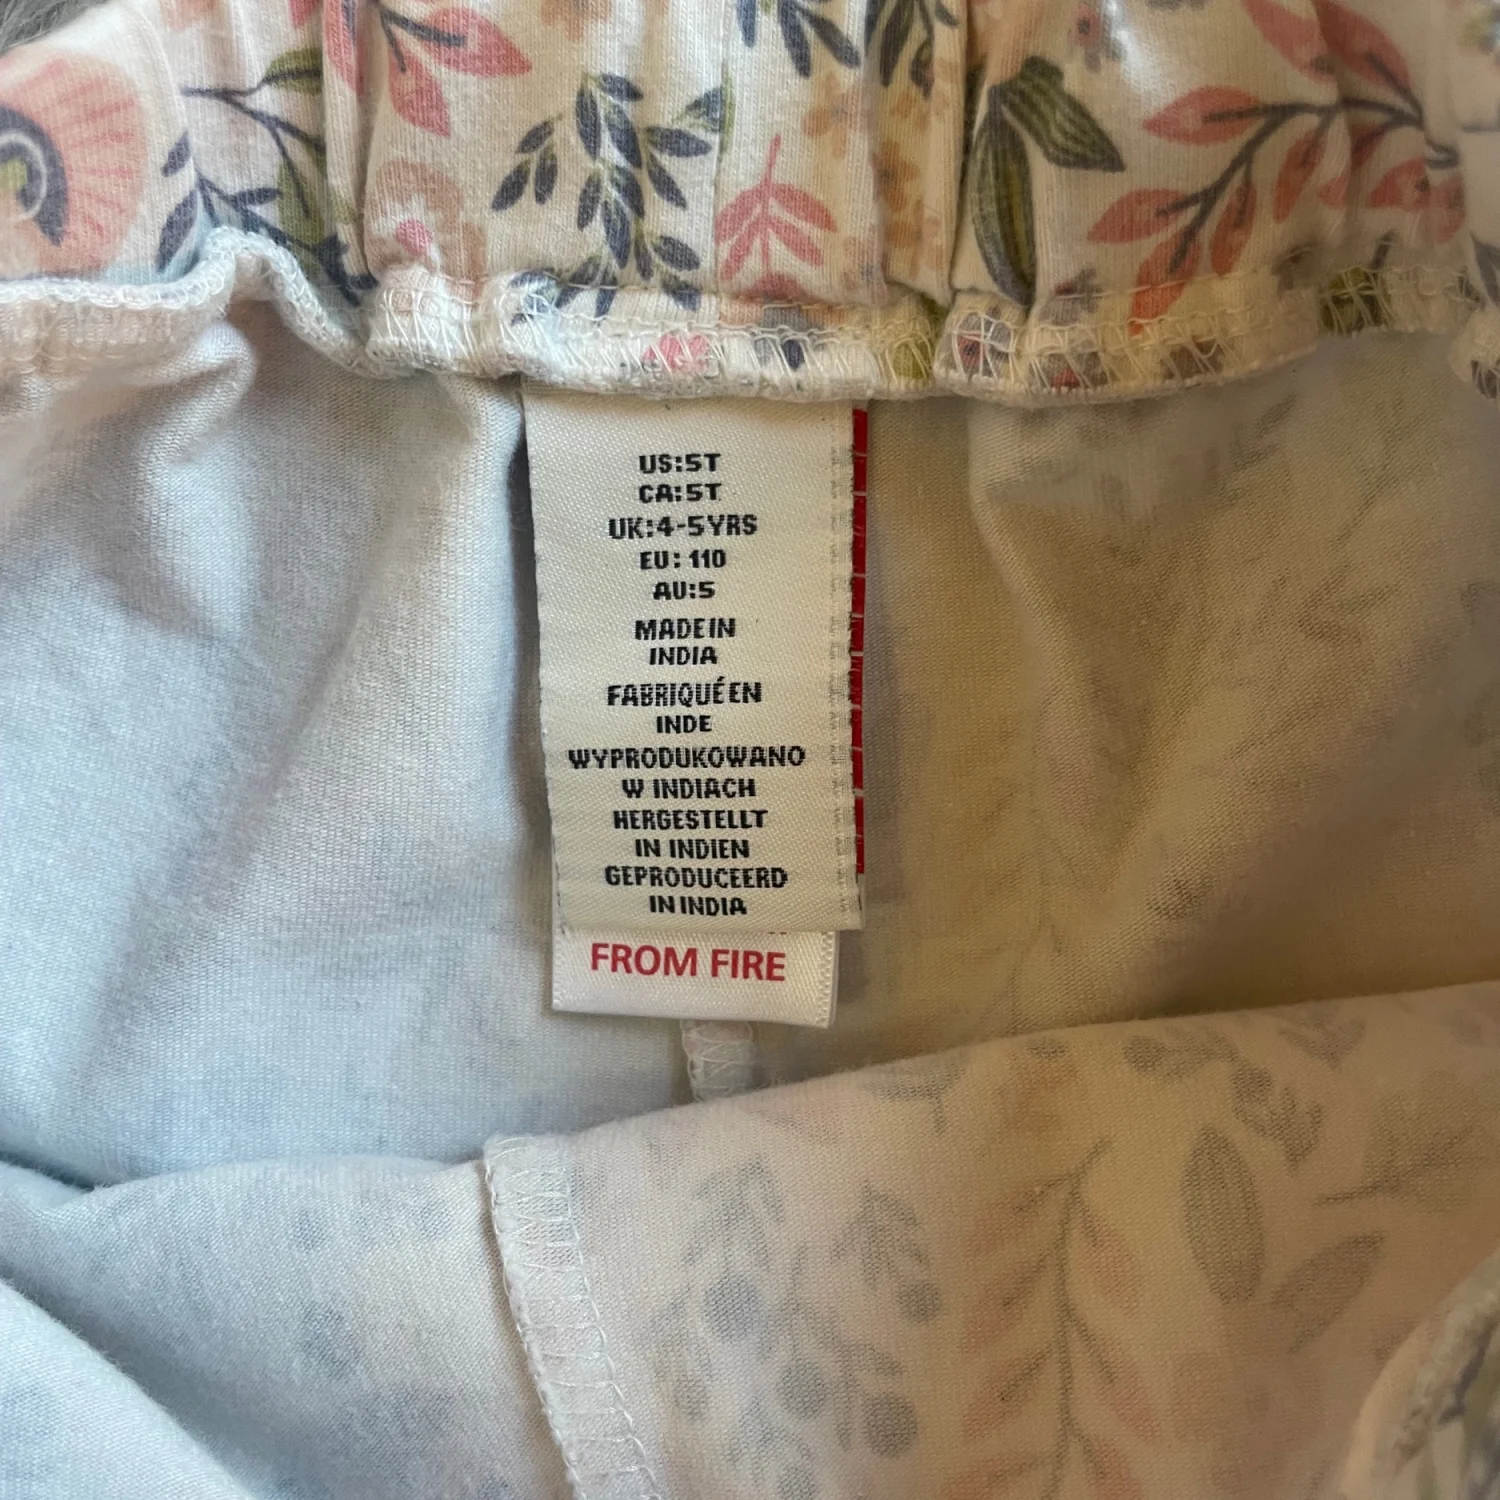 US:5T
CA:5T
UK:4-5YRS
EU: 110
AU:5
MADE IN
INDIA
FABRIQUÉ EN
INDE
WYPRODUKOWANO
W INDIACH
HERGESTELLT
IN INDIEN
GEPRODUCEERD
IN INDIA
FROM FIRE